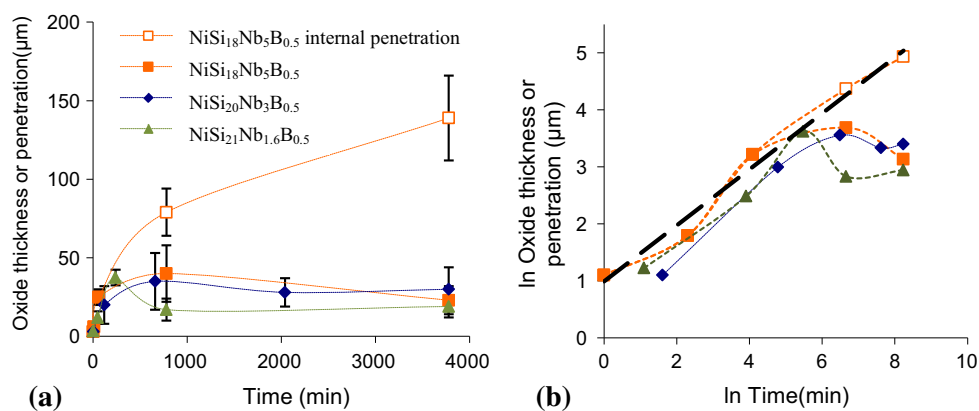 200
150
100
50
0
Oxide thickness or penetration(μm)
NiSi₁₈Nb₅B₀.₅ internal penetration
NiSi₁₈Nb₅B₀.₅
NiSi₂₀Nb₃B₀.₅
NiSi₂₁Nb₁.₆B₀.₅
0 1000 2000 3000 4000
Time (min)
(a)
5
4
3
2
1
0
ln Oxide thickness or
penetration (μm)
0 2 4 6 8 10
ln Time(min)
(b)